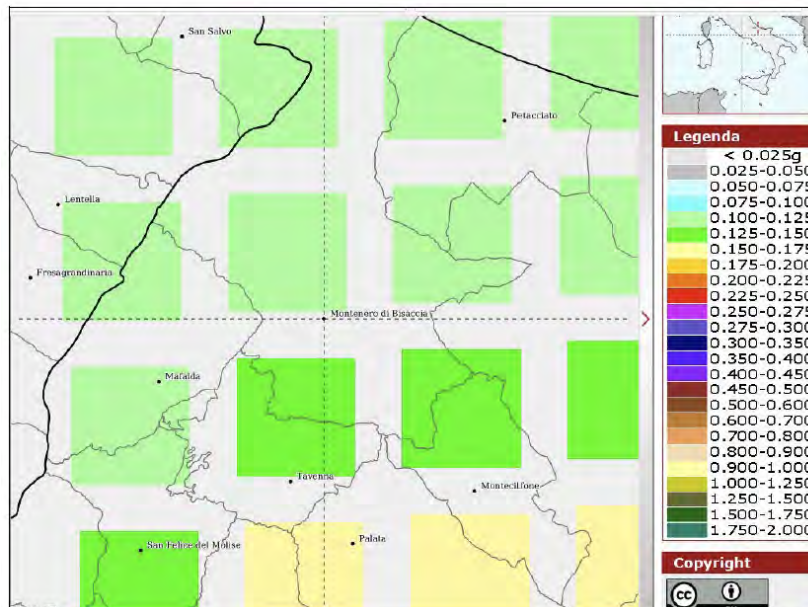 San Salvo
Petacciato
Lentella
Fresagrandinaria
Montenero di Bisaccia
Mafalda
Tavenna
Montecilfone
San Felice del Molise
Palata
Legenda
< 0.025g
0.025-0.050
0.050-0.075
0.075-0.100
0.100-0.125
0.125-0.150
0.150-0.175
0.175-0.200
0.200-0.225
0.225-0.250
0.250-0.275
0.275-0.300
0.300-0.350
0.350-0.400
0.400-0.450
0.450-0.500
0.500-0.600
0.600-0.700
0.700-0.800
0.800-0.900
0.900-1.000
1.000-1.250
1.250-1.500
1.500-1.750
1.750-2.000
Copyright
cc